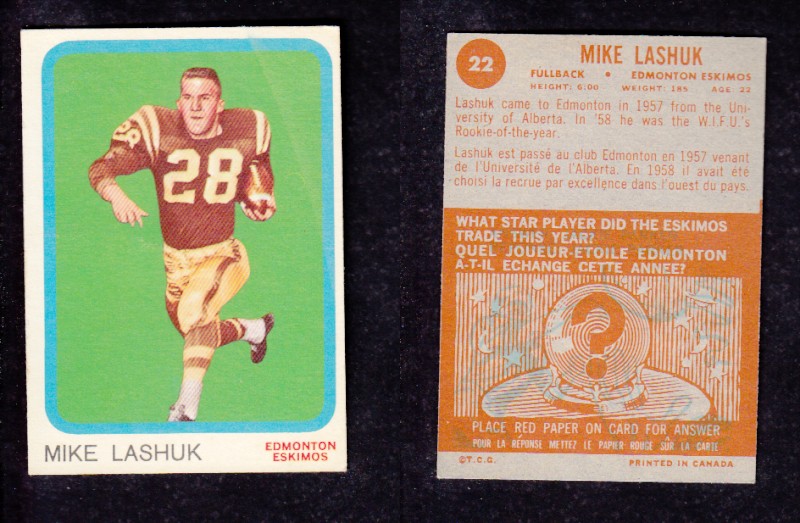 28
28
MIKE LASHUK
EDMONTON
ESKIMOS
22
MIKE LASHUK
FULLBACK • EDMONTON ESKIMOS
HEIGHT: 6:00 WEIGHT: 185 AGE: 22
Lashuk came to Edmonton in 1957 from the Uni-
versity of Alberta. In '58 he was the W.I.F.U.'s
Rookie-of-the-year.
Lashuk est passé au club Edmonton en 1957 venant
de l'Université de l'Alberta. En 1958 il avait été
choisi la recrue par excellence dans l'ouest du pays.
WHAT STAR PLAYER DID THE ESKIMOS
TRADE THIS YEAR?
QUEL JOUEUR-ETOILE EDMONTON
A-T-IL ECHANGE CETTE ANNEE?
?
PLACE RED PAPER ON CARD FOR ANSWER
POUR LA RÉPONSE METTEZ LE PAPIER ROUGE SUR LA CARTE
©T.C.G. PRINTED IN CANADA